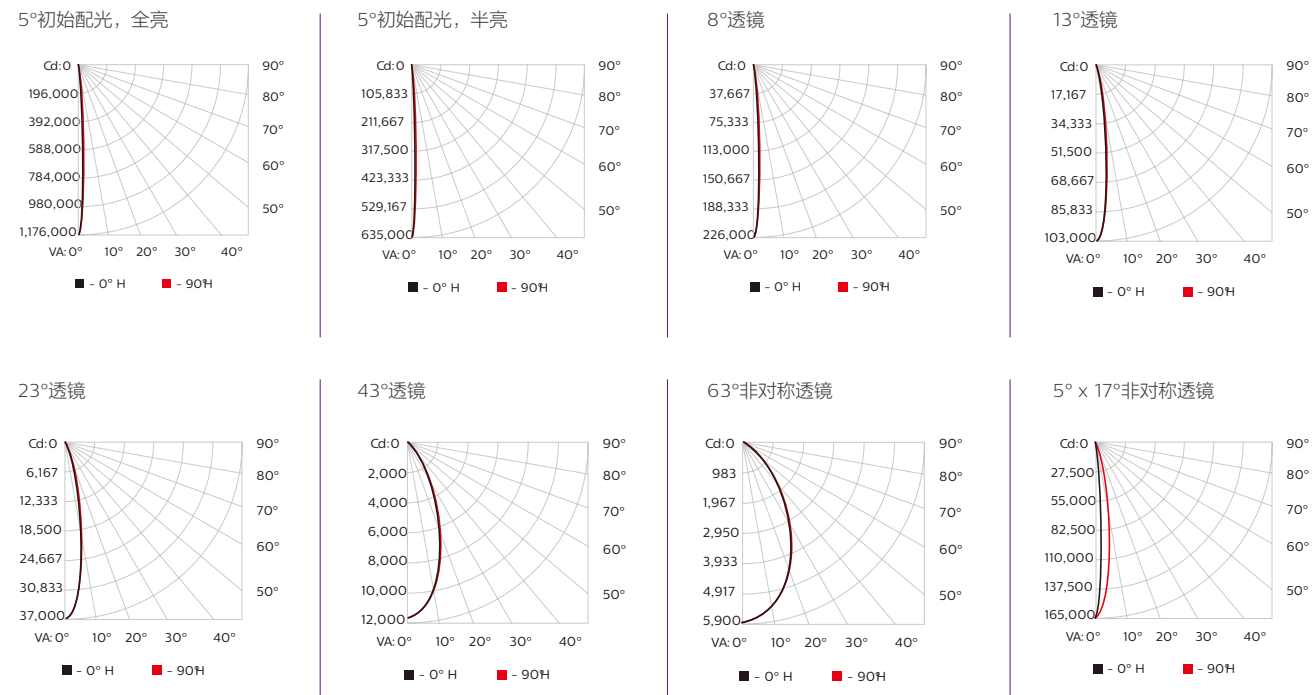 5°初始配光，全亮
Cd: 0
196,000
392,000
588,000
784,000
980,000
1,176,000
90°
80°
70°
60°
50°
VA: 0° 10° 20° 30° 40°
- 0° H - 90°H
5°初始配光，半亮
Cd: 0
105,833
211,667
317,500
423,333
529,167
635,000
90°
80°
70°
60°
50°
VA: 0° 10° 20° 30° 40°
- 0° H - 90°H
8°透镜
Cd: 0
37,667
75,333
113,000
150,667
188,333
226,000
90°
80°
70°
60°
50°
VA: 0° 10° 20° 30° 40°
- 0° H - 90°H
13°透镜
Cd: 0
17,167
34,333
51,500
68,667
85,833
103,000
90°
80°
70°
60°
50°
VA: 0° 10° 20° 30° 40°
- 0° H - 90°H
23°透镜
Cd: 0
6,167
12,333
18,500
24,667
30,833
37,000
90°
80°
70°
60°
50°
VA: 0° 10° 20° 30° 40°
- 0° H - 90°H
43°透镜
Cd: 0
2,000
4,000
6,000
8,000
10,000
12,000
90°
80°
70°
60°
50°
VA: 0° 10° 20° 30° 40°
- 0° H - 90°H
63°非对称透镜
Cd: 0
983
1,967
2,950
3,933
4,917
5,900
90°
80°
70°
60°
50°
VA: 0° 10° 20° 30° 40°
- 0° H - 90°H
5° x 17°非对称透镜
Cd: 0
27,500
55,000
82,500
110,000
137,500
165,000
90°
80°
70°
60°
50°
VA: 0° 10° 20° 30° 40°
- 0° H - 90°H